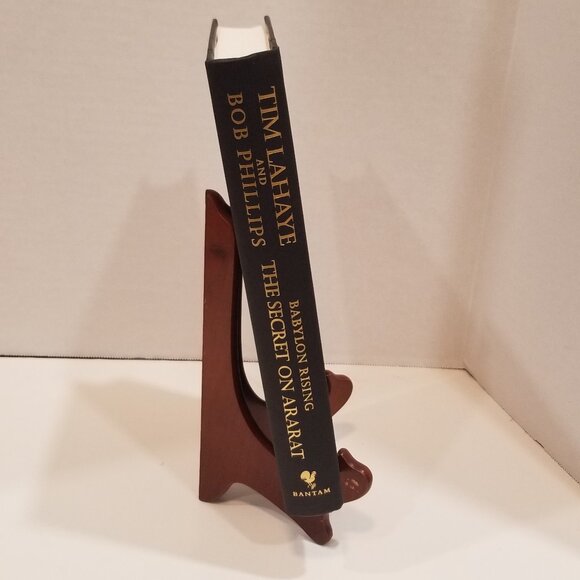 TIM LAHAYE
AND
BOB PHILLIPS
BABYLON RISING
THE SECRET ON ARARAT
BANTAM